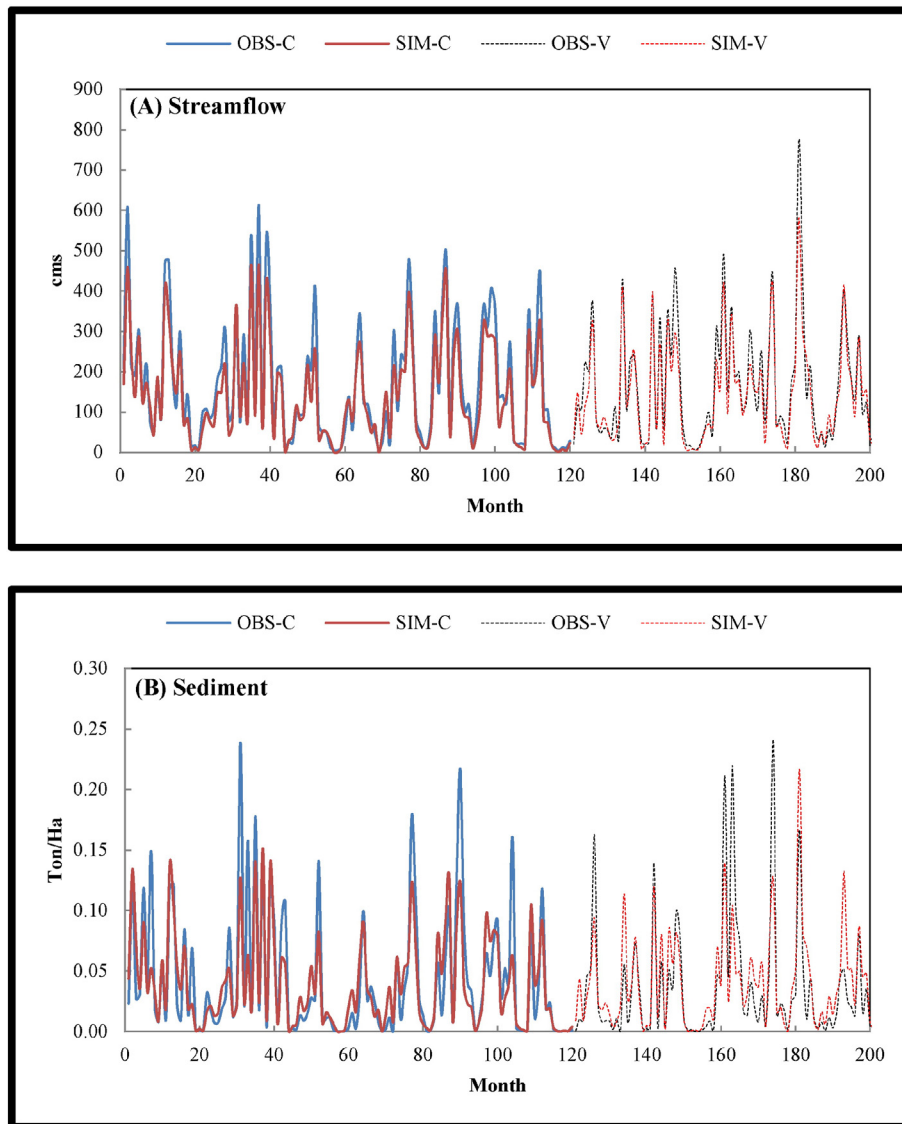 OBS-C SIM-C OBS-V SIM-V
900
(A) Streamflow
800
700
600
500
cms
400
300
200
100
0
0 20 40 60 80 100 120 140 160 180 200
Month
OBS-C SIM-C OBS-V SIM-V
0.30
(B) Sediment
0.25
0.20
0.15
Ton/Ha
0.10
0.05
0.00
0 20 40 60 80 100 120 140 160 180 200
Month